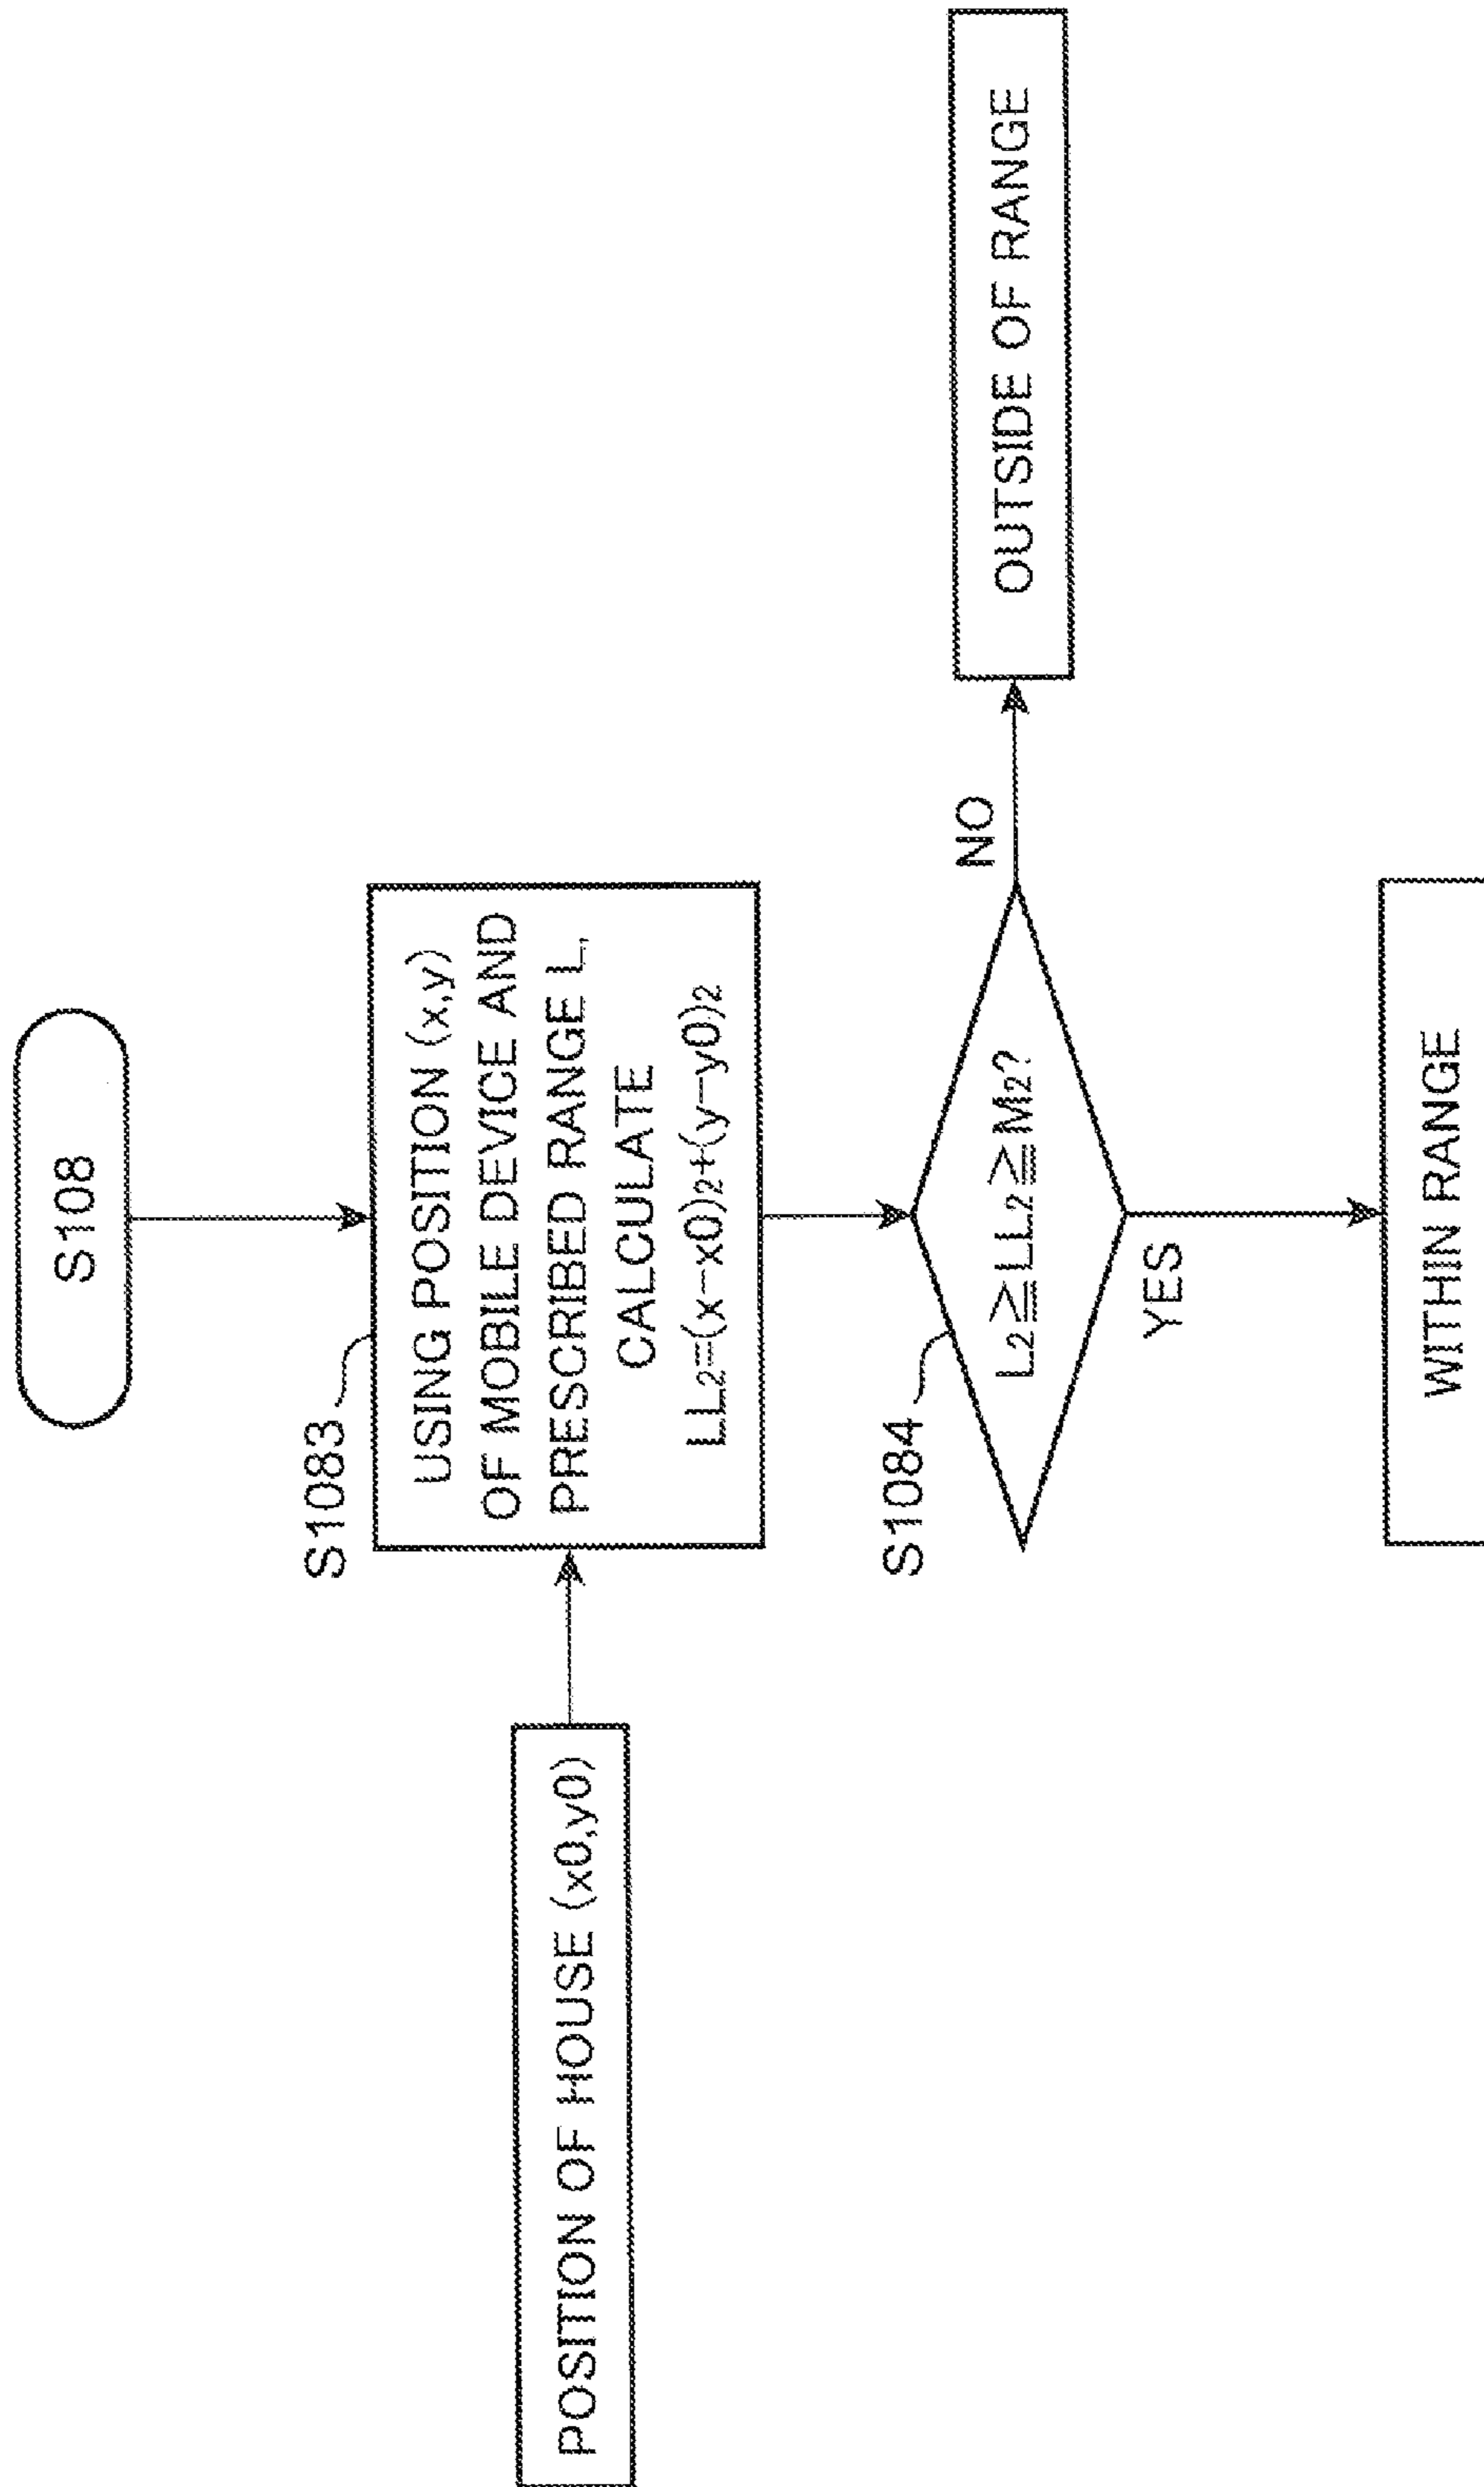 S108
S1083
USING POSITION (x,y)
OF MOBILE DEVICE AND
PRESCRIBED RANGE L,
CALCULATE
LL2=(x-x0)2+(y-y0)2
POSITION OF HOUSE (x0,y0)
S1084
L2≧LL2≧M2?
NO
OUTSIDE OF RANGE
YES
WITHIN RANGE